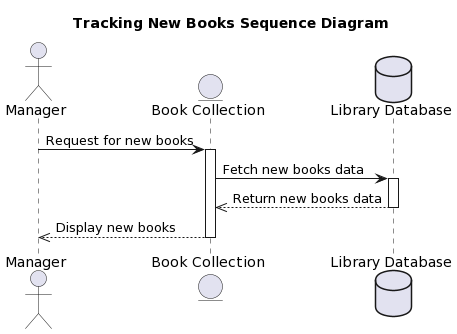 Tracking New Books Sequence Diagram
Manager
Book Collection
Library Database
Request for new books
Fetch new books data
Return new books data
Display new books
Manager
Book Collection
Library Database